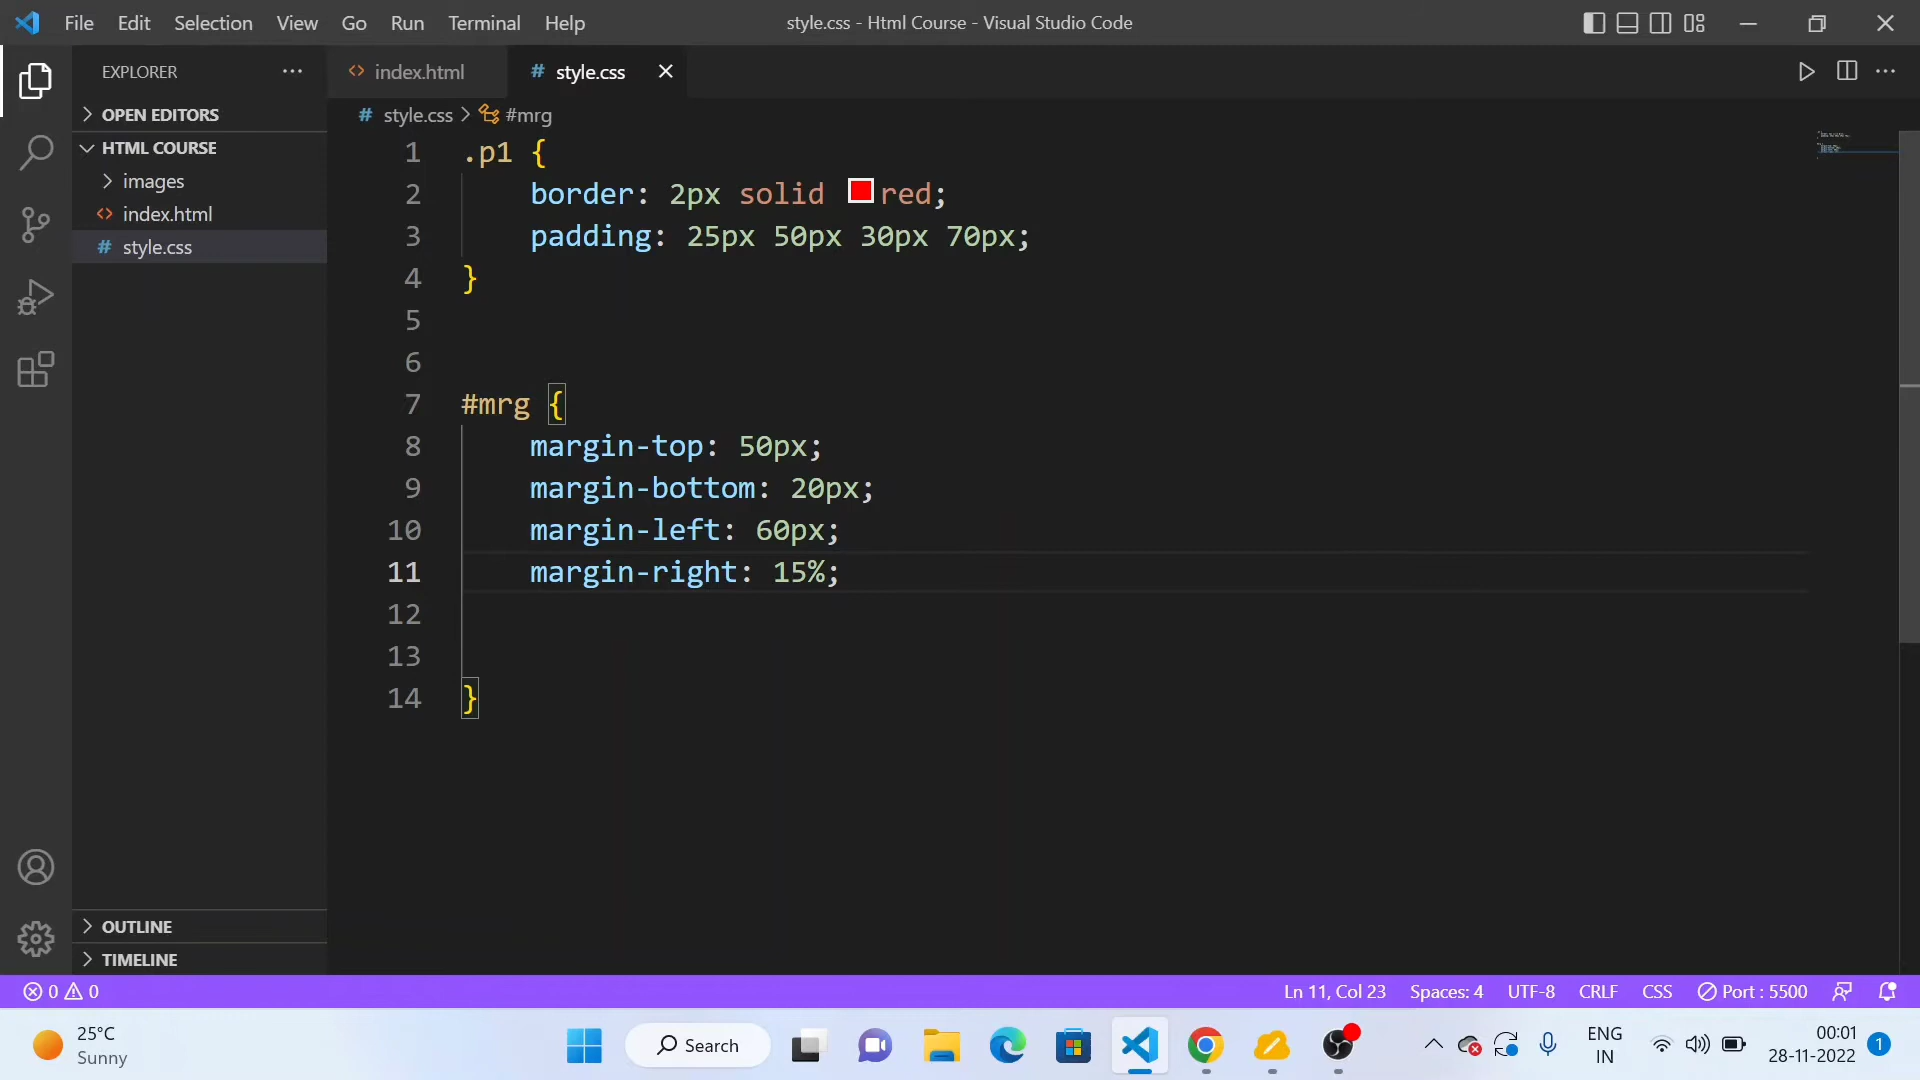 File Edit Selection View Go Run Terminal Help
style.css - Html Course - Visual Studio Code
EXPLORER
index.html
# style.css
OPEN EDITORS
HTML COURSE
images
index.html
# style.css
# style.css > #mrg
1 .p1 {
2 border: 2px solid red;
3 padding: 25px 50px 30px 70px;
4 }
5
6
7 #mrg {
8 margin-top: 50px;
9 margin-bottom: 20px;
10 margin-left: 60px;
11 margin-right: 15%;
12
13
14 }
OUTLINE
TIMELINE
0 0
Ln 11, Col 23 Spaces: 4 UTF-8 CRLF CSS Port : 5500
25°C
Sunny
Search
ENG
IN
00:01
28-11-2022
1